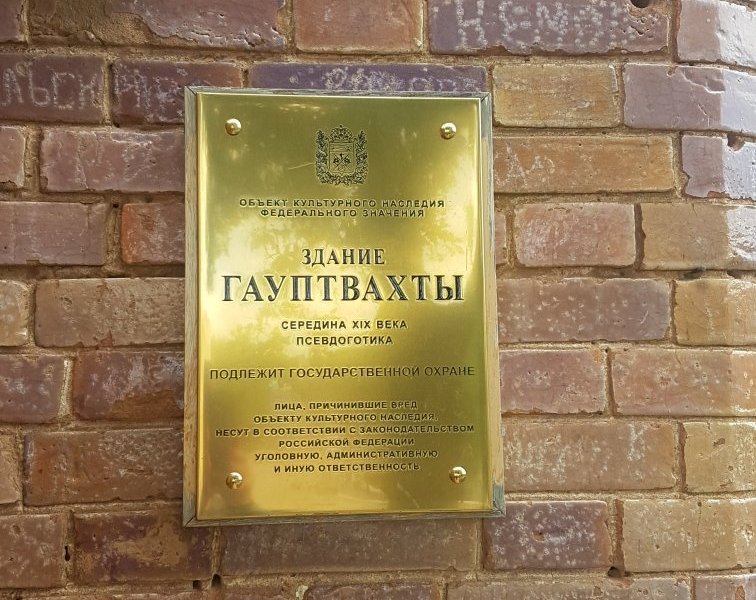 ОБЪЕКТ КУЛЬТУРНОГО НАСЛЕДИЯ
ФЕДЕРАЛЬНОГО ЗНАЧЕНИЯ
ЗДАНИЕ
ГАУПТВАХТЫ
СЕРЕДИНА XIX ВЕКА
ПСЕВДОГОТИКА
ПОДЛЕЖИТ ГОСУДАРСТВЕННОЙ ОХРАНЕ
ЛИЦА, ПРИЧИНИВШИЕ ВРЕД
ОБЪЕКТУ КУЛЬТУРНОГО НАСЛЕДИЯ,
НЕСУТ В СООТВЕТСТВИИ С ЗАКОНОДАТЕЛЬСТВОМ
РОССИЙСКОЙ ФЕДЕРАЦИИ
УГОЛОВНУЮ, АДМИНИСТРАТИВНУЮ
И ИНУЮ ОТВЕТСТВЕННОСТЬ